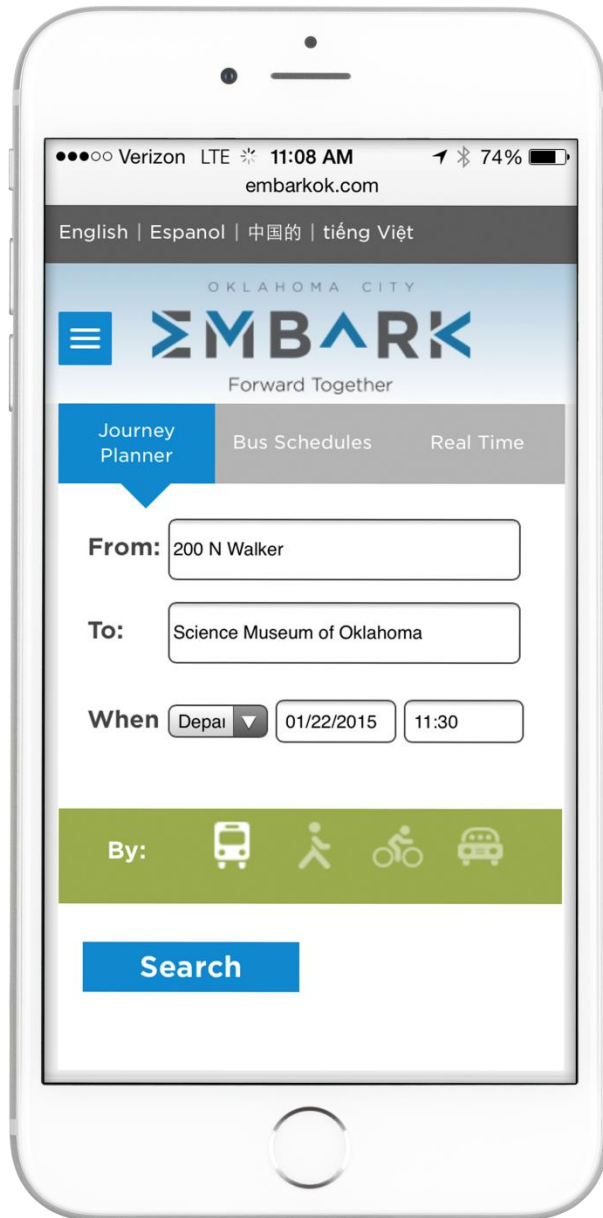 ●●●○○ Verizon LTE 11:08 AM 74%
embarkok.com
English | Espanol | 中国的 | tiếng Việt
OKLAHOMA CITY
EMBARK
Forward Together
Journey
Planner
Bus Schedules
Real Time
From: 200 N Walker
To: Science Museum of Oklahoma
When Depar 01/22/2015 11:30
By:
Search